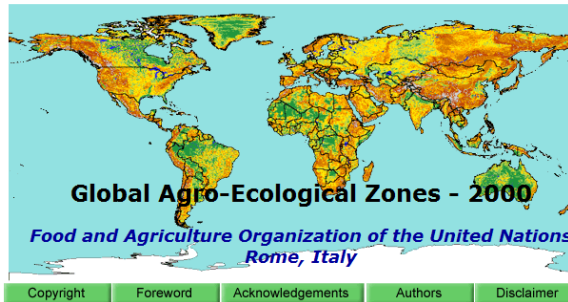 Global Agro-Ecological Zones - 2000
Food and Agriculture Organization of the United Nations
Rome, Italy
Copyright Foreword Acknowledgements Authors Disclaimer